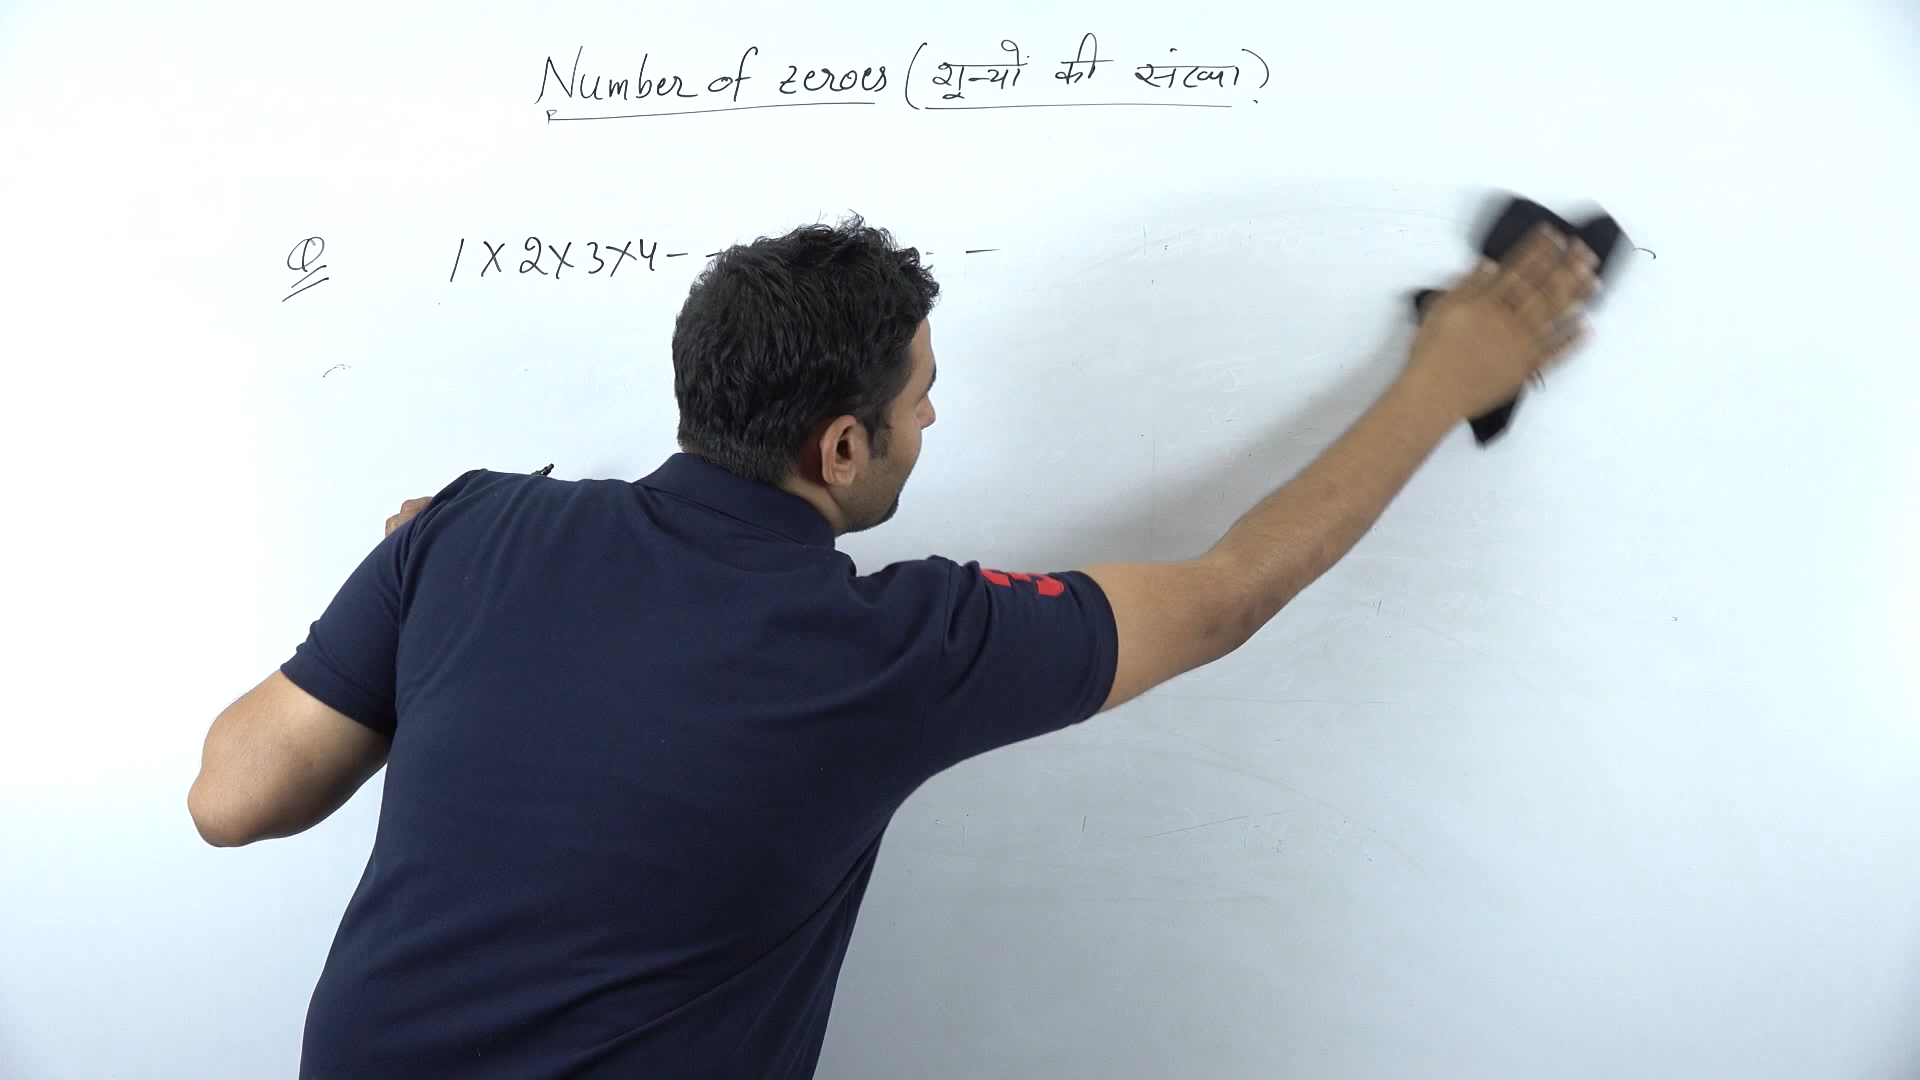 Number of zeroes (शून्यों की संख्या)
Q 1 X 2 X 3 X 4 - - - -